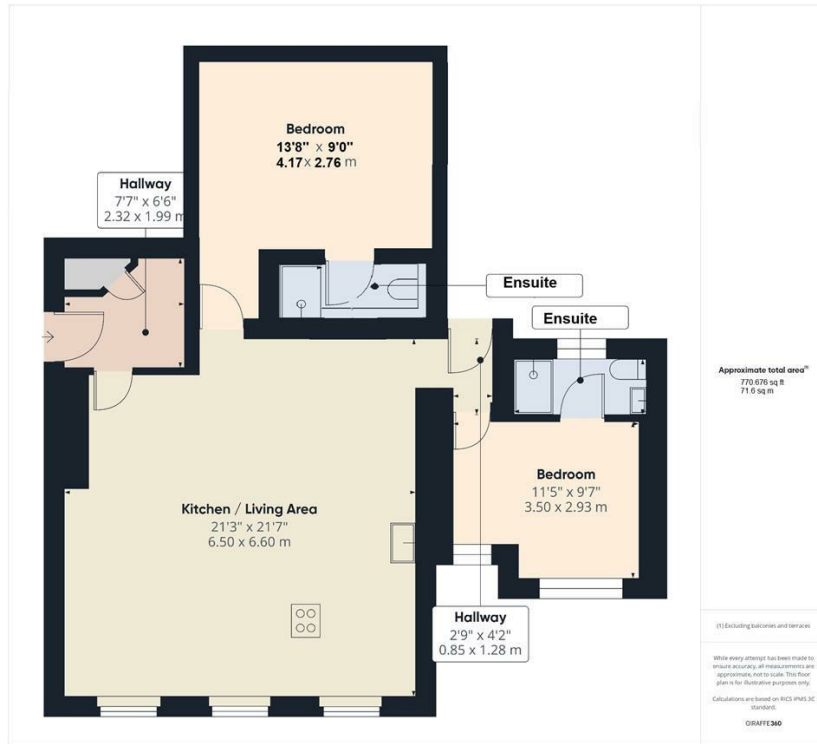 Bedroom
13'8" x 9'0"
4.17 x 2.76 m
Hallway
7'7" x 6'6"
2.32 x 1.99 m
Ensuite
Ensuite
Kitchen / Living Area
21'3" x 21'7"
6.50 x 6.60 m
Bedroom
11'5" x 9'7"
3.50 x 2.93 m
Hallway
2'9" x 4'2"
0.85 x 1.28 m
Approximate total area(1)
770.676 sq ft
71.6 sq m
(1) Excluding balconies and terraces
While every attempt has been made to
ensure accuracy, all measurements are
approximate, not to scale. This floor
plan is for illustrative purposes only.
Calculations are based on RICS IPMS 3C
standard.
GIRAFFE360